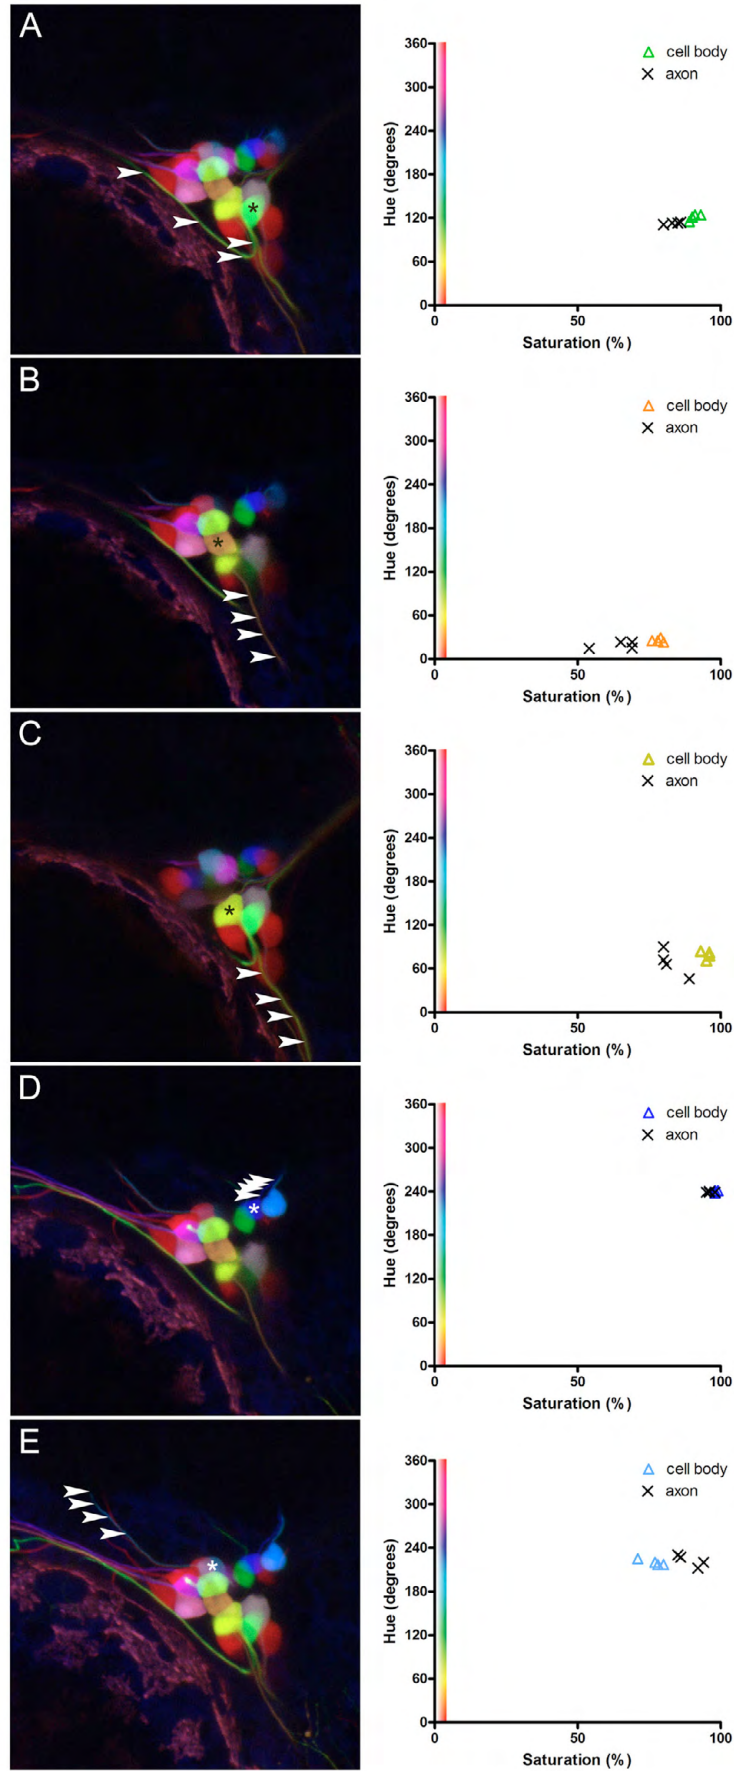 A
△ cell body
× axon
Hue (degrees)
360
300
240
180
120
60
0
0 50 100
Saturation (%)
*
B
△ cell body
× axon
Hue (degrees)
360
300
240
180
120
60
0
0 50 100
Saturation (%)
*
C
△ cell body
× axon
Hue (degrees)
360
300
240
180
120
60
0
0 50 100
Saturation (%)
*
D
△ cell body
× axon
Hue (degrees)
360
300
240
180
120
60
0
0 50 100
Saturation (%)
*
E
△ cell body
× axon
Hue (degrees)
360
300
240
180
120
60
0
0 50 100
Saturation (%)
*